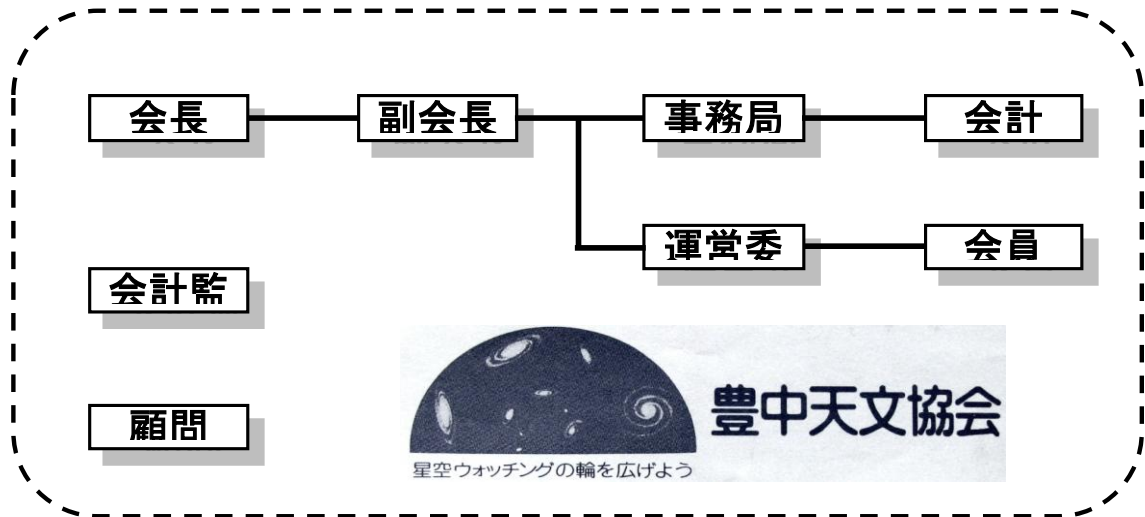 会長
副会長
事務局
会計
運営委
会員
会計監
顧問
豊中天文協会
星空ウォッチングの輪を広げよう